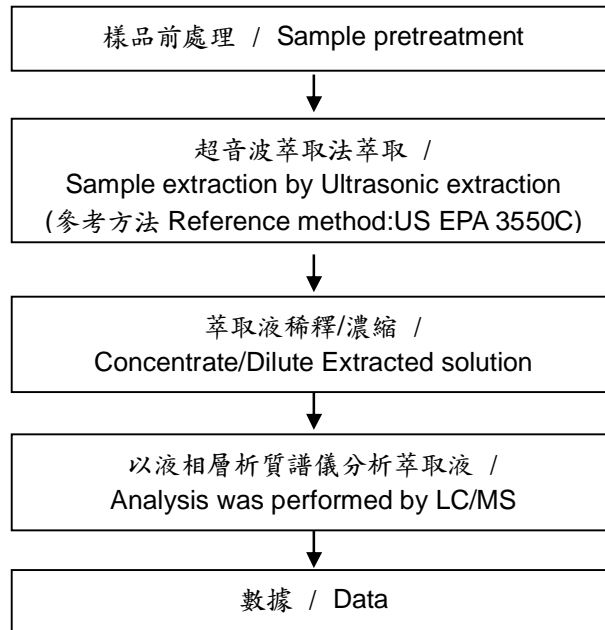 樣品前處理 / Sample pretreatment
超音波萃取法萃取 /
Sample extraction by Ultrasonic extraction
(參考方法 Reference method:US EPA 3550C)
萃取液稀釋/濃縮 /
Concentrate/Dilute Extracted solution
以液相層析質譜儀分析萃取液 /
Analysis was performed by LC/MS
數據 / Data